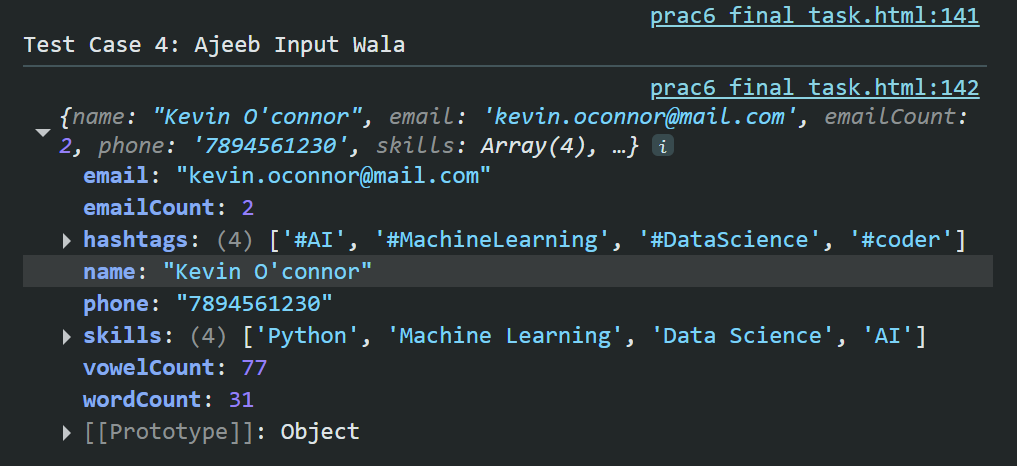 prac6 final task.html:141
Test Case 4: Ajeeb Input Wala
prac6 final task.html:142
{name: "Kevin O'connor", email: 'kevin.oconnor@mail.com', emailCount:
2, phone: '7894561230', skills: Array(4), …} i
email: "kevin.oconnor@mail.com"
emailCount: 2
hashtags: (4) ['#AI', '#MachineLearning', '#DataScience', '#coder']
name: "Kevin O'connor"
phone: "7894561230"
skills: (4) ['Python', 'Machine Learning', 'Data Science', 'AI']
vowelCount: 77
wordCount: 31
[[Prototype]]: Object